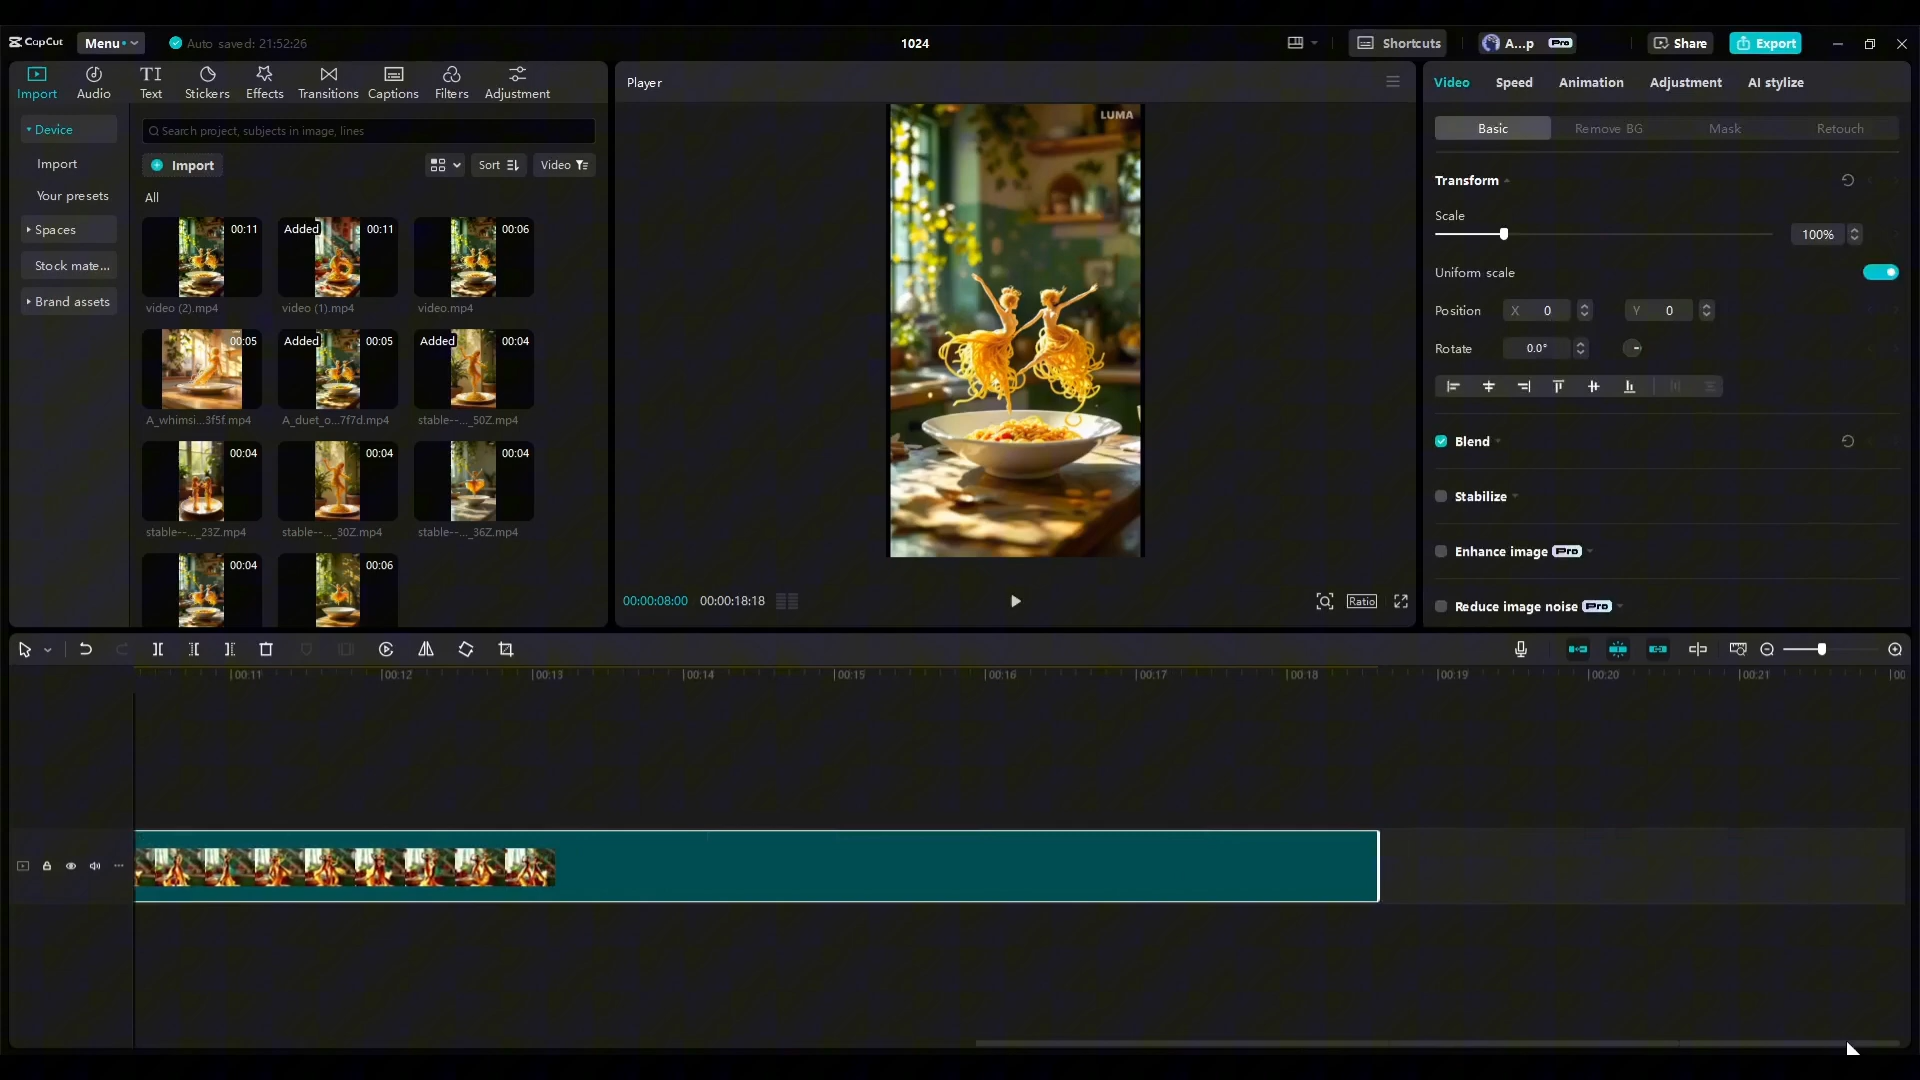 CapCut
Menu
Auto saved: 21:52:26
1024
Shortcuts
A...p
Pro
Share
Export
Import
Audio
TI
Text
Stickers
Effects
Transitions
Captions
Filters
Adjustment
Device
Import
Your presets
Spaces
Stock mate...
Brand assets
Search project, subjects in image, lines
Import
Sort
Video
All
00:11
video (2).mp4
Added
00:11
video (1).mp4
00:06
video.mp4
00:05
A_whimsi...3f5f.mp4
Added
00:05
A_duet_o...7f7d.mp4
Added
00:04
stable--..._50Z.mp4
00:04
stable--..._23Z.mp4
00:04
stable--..._30Z.mp4
00:04
stable--..._36Z.mp4
00:04
00:06
Player
LUMA
00:00:08:00
00:00:18:18
Ratio
Video
Speed
Animation
Adjustment
AI stylize
Basic
Remove BG
Mask
Retouch
Transform
Scale
100%
Uniform scale
Position
X 0
Y 0
Rotate
0.0°
Blend
Stabilize
Enhance image Pro
Reduce image noise Pro
00:11
00:12
00:13
00:14
00:15
00:16
00:17
00:18
00:19
00:20
00:21